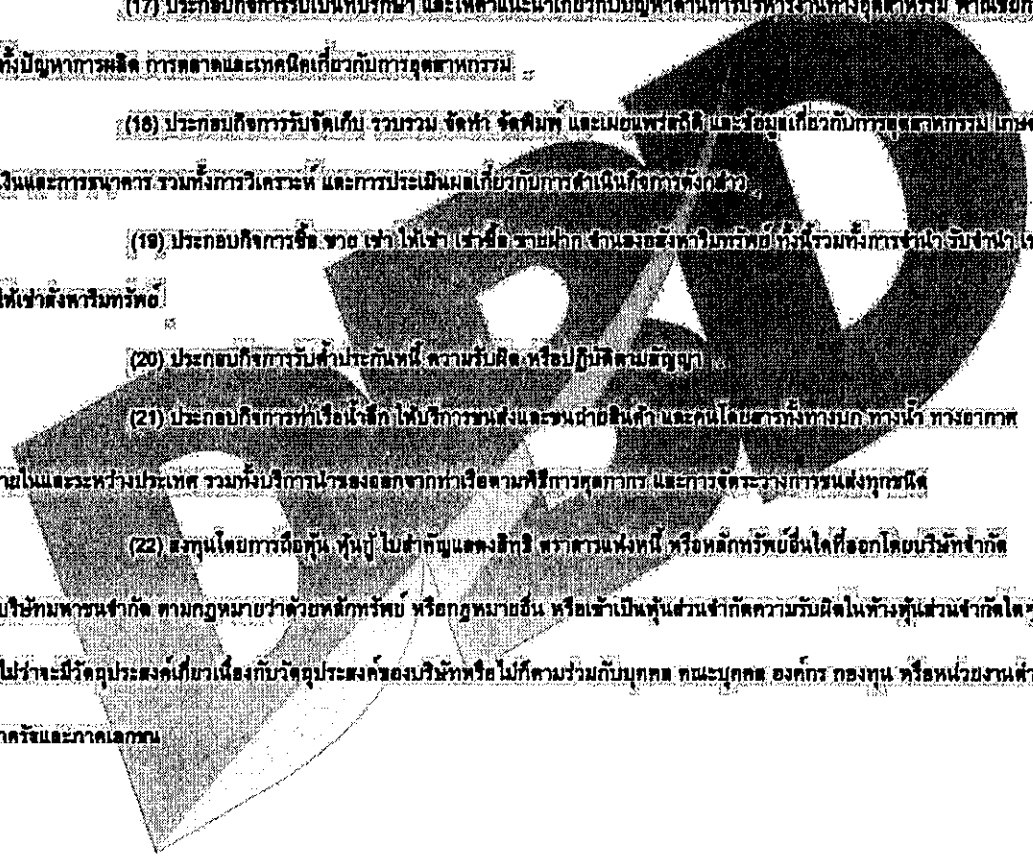 (17) ประกอบกิจการรับเป็นที่ปรึกษา และให้คำแนะนำเกี่ยวกับปัญหาด้านการบริหารงานทางอุตสาหกรรม พาณิชยก
ทั้งปัญหาการผลิต การตลาดและเทคนิคเกี่ยวกับการอุตสาหกรรม
(18) ประกอบกิจการรับจัดเก็บ รวบรวม จัดทำ จัดพิมพ์ และเผยแพร่สถิติ และข้อมูลเกี่ยวกับการอุตสาหกรรม เกษ
เงินและการธนาคาร รวมทั้งการวิเคราะห์ และการประเมินผลเกี่ยวกับการดำเนินกิจการดังกล่าว
(19) ประกอบกิจการซื้อ ขาย เช่า ให้เช่า เช่าซื้อ ขายฝาก จำนองอสังหาริมทรัพย์ ทั้งนี้รวมทั้งการจำนำ รับจำนำ
ให้เช่าสังหาริมทรัพย์
(20) ประกอบกิจการรับค้ำประกันหนี้ ความรับผิด หรือปฏิบัติตามสัญญา
(21) ประกอบกิจการท่าเรือน้ำลึก ให้บริการขนส่งและขนถ่ายสินค้า และคนโดยสารทั้งทางบก ทางน้ำ ทางอากาศ
ายในและระหว่างประเทศ รวมทั้งบริการนำของออกจากท่าเรือตามพิธีการศุลกากร และการจัดระวางการขนส่งทุกชนิด
(22) ลงทุนโดยการถือหุ้น หุ้นกู้ ใบสำคัญแสดงสิทธิ ตราสารแห่งหนี้ หรือหลักทรัพย์อื่นใดที่ออกโดยบริษัทจำกัด
บริษัทมหาชนจำกัด ตามกฎหมายว่าด้วยหลักทรัพย์ หรือกฎหมายอื่น หรือเข้าเป็นหุ้นส่วนจำกัดความรับผิดในห้างหุ้นส่วนจำกัดใดๆ
ไม่ว่าจะมีวัตถุประสงค์เกี่ยวเนื่องกับวัตถุประสงค์ของบริษัทหรือไม่ก็ตามร่วมกับบุคคล คณะบุคคล องค์กร กองทุน หรือหน่วยงานต่า
าครัฐและภาคเอกชน
DBD